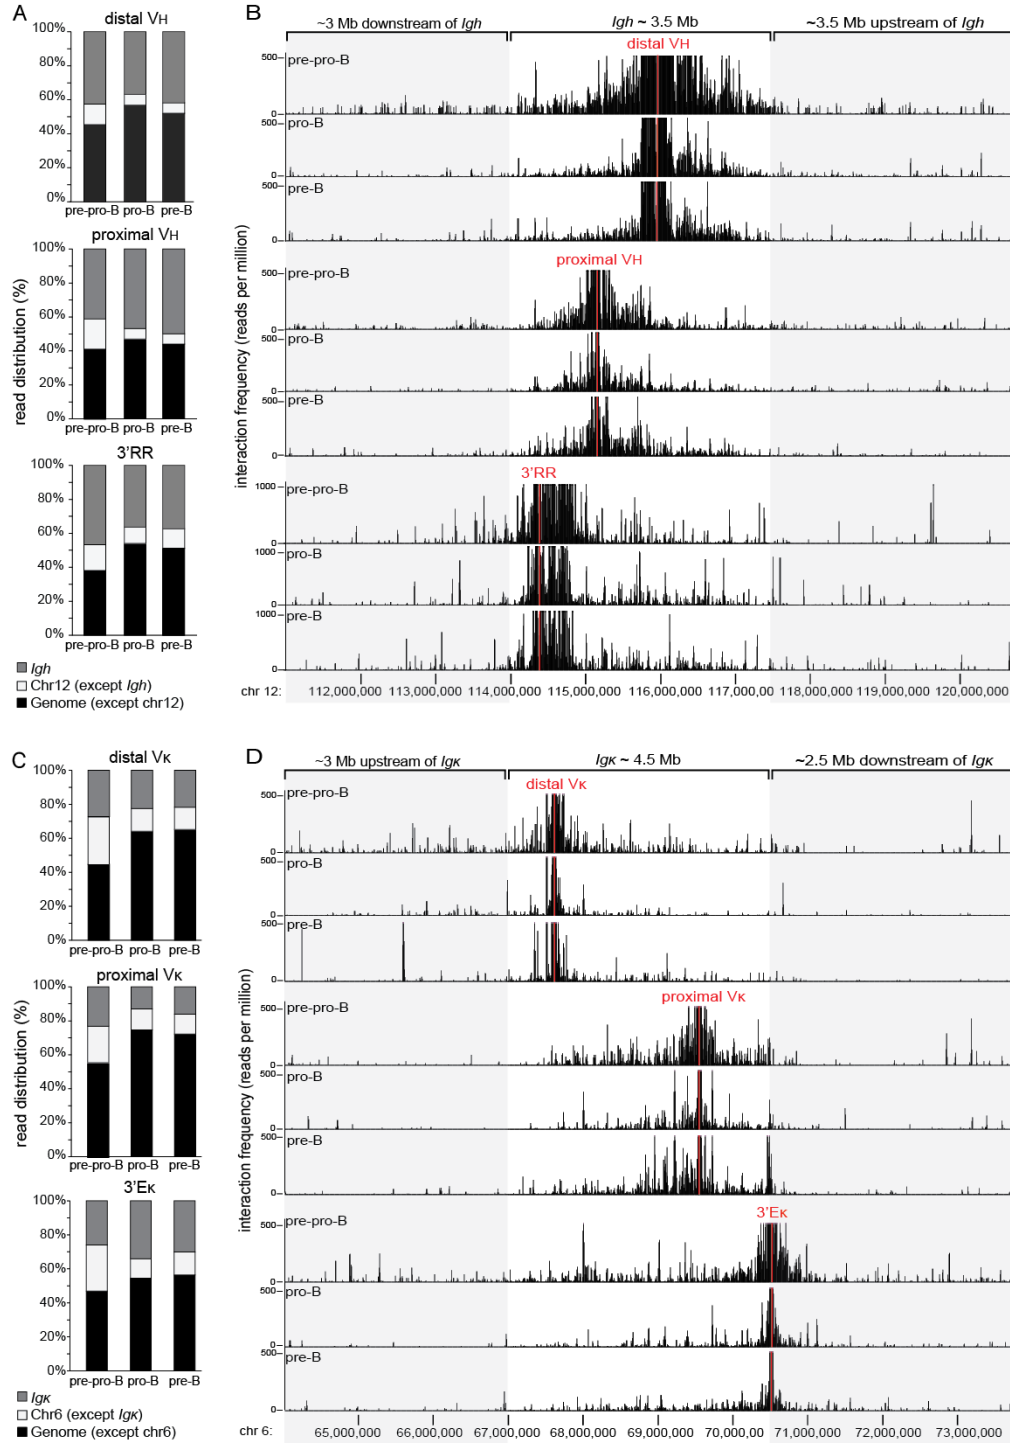 A
distal VH
100%
80%
60%
40%
20%
0%
pre-pro-B pro-B pre-B
proximal VH
100%
80%
60%
40%
20%
0%
pre-pro-B pro-B pre-B
3'RR
100%
80%
60%
40%
20%
0%
pre-pro-B pro-B pre-B
read distribution (%)
Igh
Chr12 (except Igh)
Genome (except chr12)
B
~3 Mb downstream of Igh
Igh ~ 3.5 Mb
~3.5 Mb upstream of Igh
distal VH
500
pre-pro-B
0
500
pro-B
0
500
pre-B
0
proximal VH
500
pre-pro-B
0
pro-B
500
0
pre-B
500
0
3'RR
1000
pre-pro-B
0
1000
pro-B
0
1000
pre-B
0
interaction frequency (reads per million)
chr 12:
112,000,000 113,000,000 114,000,000 115,000,000 116,000,000 117,000,00 118,000,000 119,000,000 120,000,000
C
distal Vκ
100%
80%
60%
40%
20%
0%
pre-pro-B pro-B pre-B
proximal Vκ
100%
80%
60%
40%
20%
0%
pre-pro-B pro-B pre-B
3'Eκ
100%
80%
60%
40%
20%
0%
pre-pro-B pro-B pre-B
read distribution (%)
Igκ
Chr6 (except Igκ)
Genome (except chr6)
D
~3 Mb upstream of Igκ
Igκ ~ 4.5 Mb
~2.5 Mb downstream of Igκ
distal Vκ
500
pre-pro-B
0
500
pro-B
0
500
pre-B
0
proximal Vκ
500
pre-pro-B
0
500
pro-B
0
500
pre-B
0
3'Eκ
500
pre-pro-B
0
500
pro-B
0
500
pre-B
0
interaction frequency (reads per million)
chr 6:
65,000,000 66,000,000 67,000,000 68,000,000 69,000,000 70,000,000 71,000,000 72,000,000 73,000,000